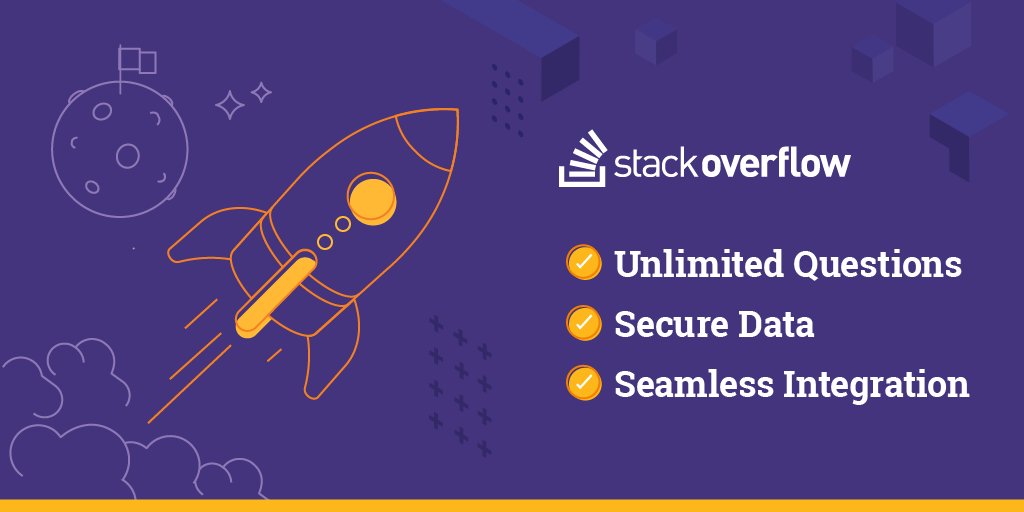 stackoverflow
Unlimited Questions
Secure Data
Seamless Integration